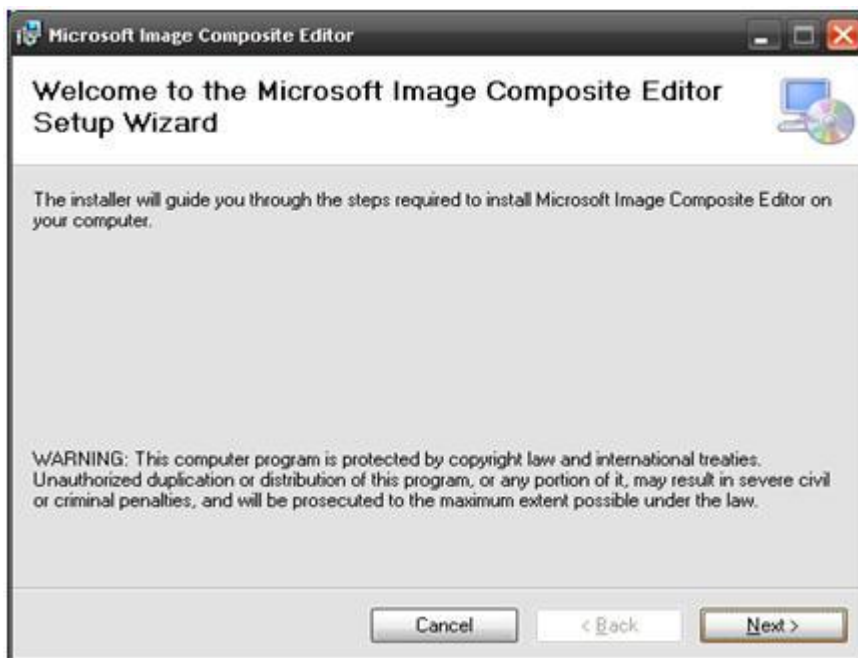 Microsoft Image Composite Editor
Welcome to the Microsoft Image Composite Editor
Setup Wizard
The installer will guide you through the steps required to install Microsoft Image Composite Editor on
your computer.
WARNING: This computer program is protected by copyright law and international treaties.
Unauthorized duplication or distribution of this program, or any portion of it, may result in severe civil
or criminal penalties, and will be prosecuted to the maximum extent possible under the law.
Cancel < Back Next >